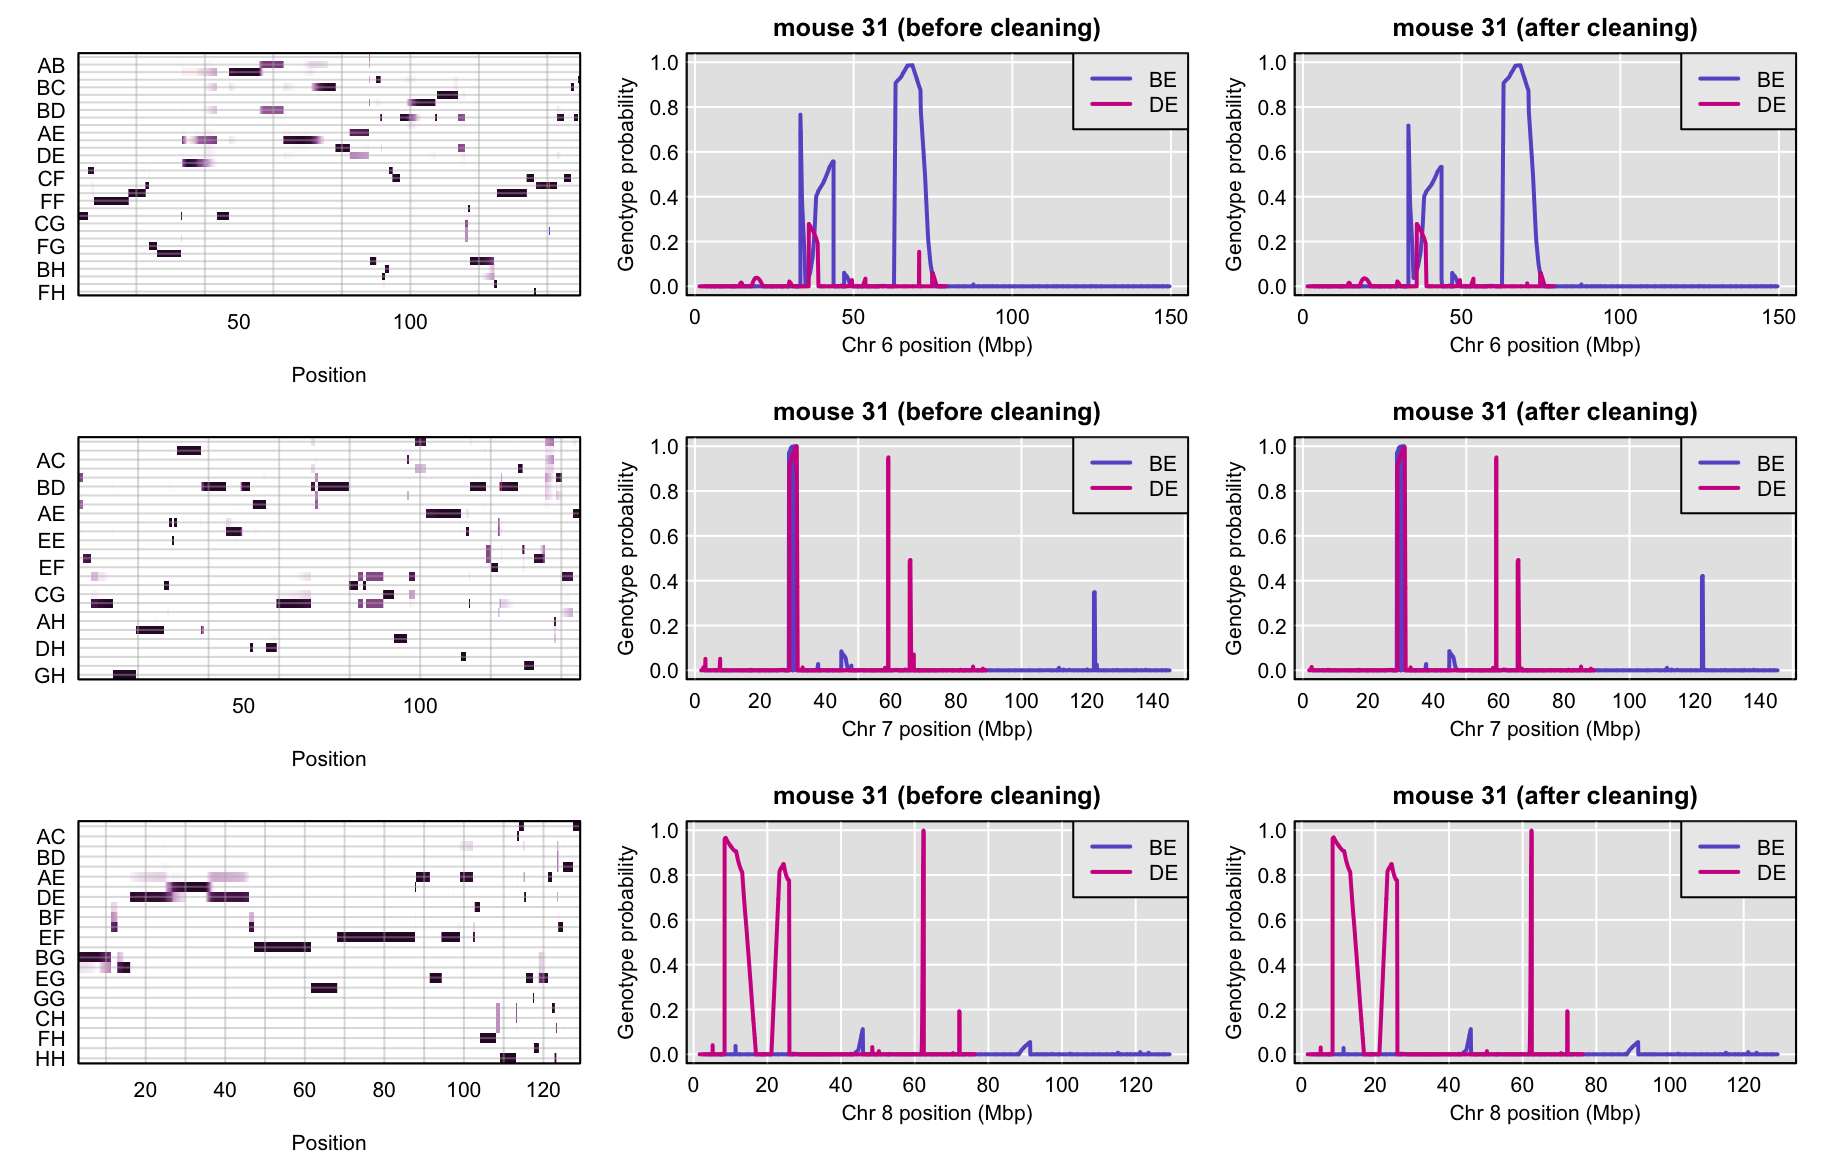 AB
BC
BD
AE
DE
CF
FF
CG
FG
BH
FH
50 100
Position
mouse 31 (before cleaning)
Genotype probability
1.0
0.8
0.6
0.4
0.2
0.0
BE
DE
0 50 100 150
Chr 6 position (Mbp)
mouse 31 (after cleaning)
Genotype probability
1.0
0.8
0.6
0.4
0.2
0.0
BE
DE
0 50 100 150
Chr 6 position (Mbp)
AC
BD
AE
EE
EF
CG
AH
DH
GH
50 100
Position
mouse 31 (before cleaning)
Genotype probability
1.0
0.8
0.6
0.4
0.2
0.0
BE
DE
0 20 40 60 80 100 120 140
Chr 7 position (Mbp)
mouse 31 (after cleaning)
Genotype probability
1.0
0.8
0.6
0.4
0.2
0.0
BE
DE
0 20 40 60 80 100 120 140
Chr 7 position (Mbp)
AC
BD
AE
DE
BF
EF
BG
EG
GG
CH
FH
HH
20 40 60 80 100 120
Position
mouse 31 (before cleaning)
Genotype probability
1.0
0.8
0.6
0.4
0.2
0.0
BE
DE
0 20 40 60 80 100 120
Chr 8 position (Mbp)
mouse 31 (after cleaning)
Genotype probability
1.0
0.8
0.6
0.4
0.2
0.0
BE
DE
0 20 40 60 80 100 120
Chr 8 position (Mbp)